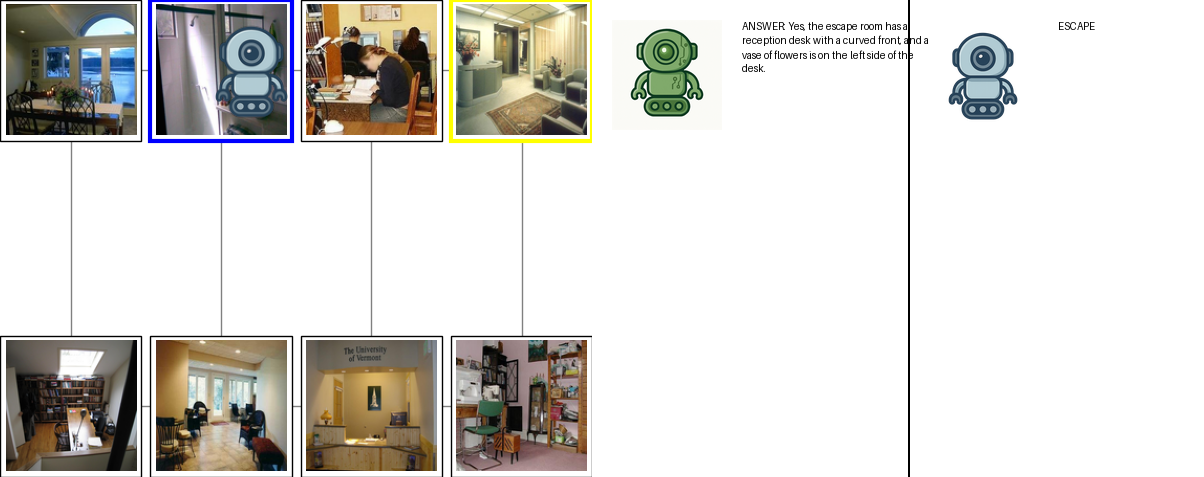 ANSWER: Yes, the escape room has a
reception desk with a curved front, and a
vase of flowers is on the left side of the
desk.
ESCAPE
The University
of Vermont